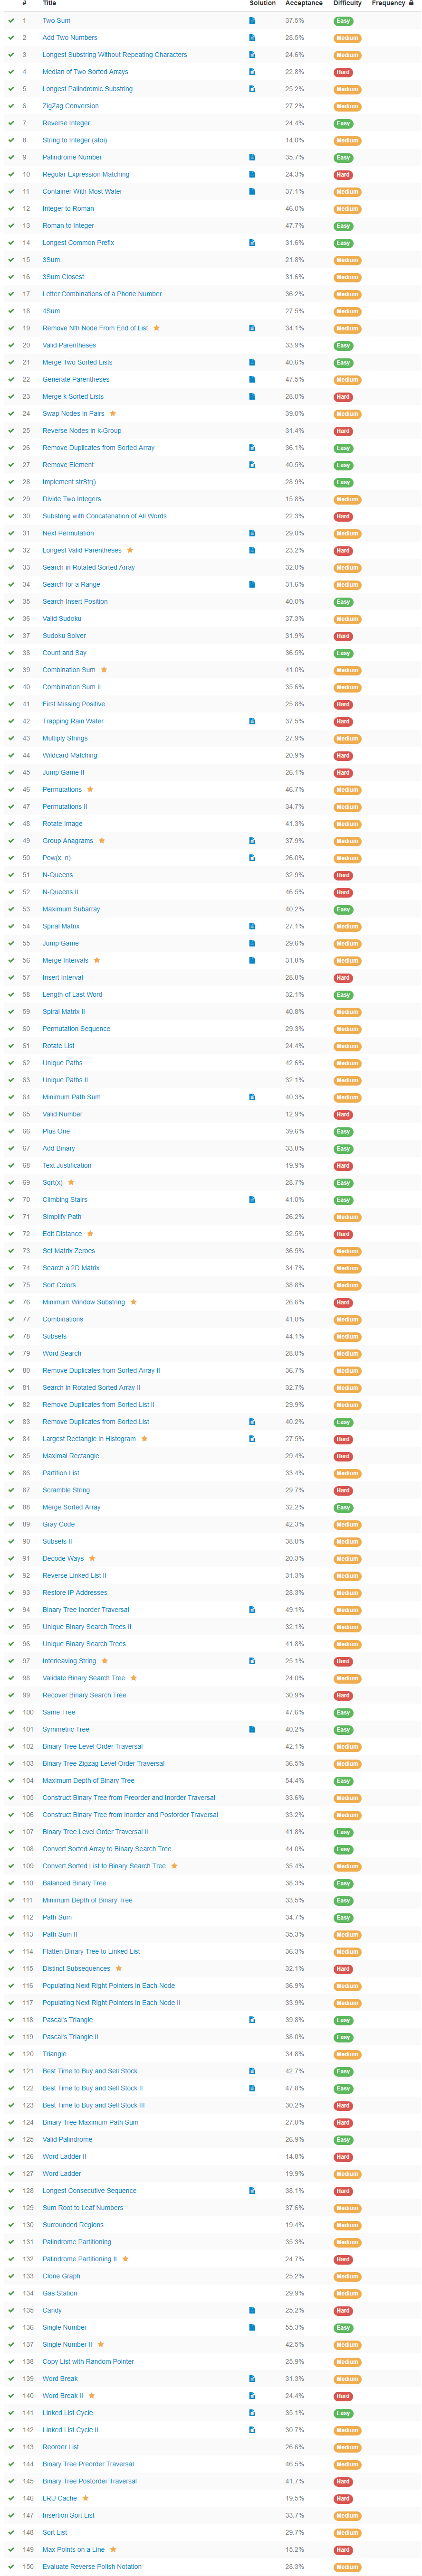 # Title Solution Acceptance Difficulty Frequency
1 Two Sum 37.5% Easy
2 Add Two Numbers 28.5% Medium
3 Longest Substring Without Repeating Characters 24.6% Medium
4 Median of Two Sorted Arrays 22.8% Hard
5 Longest Palindromic Substring 25.2% Medium
6 ZigZag Conversion 27.2% Medium
7 Reverse Integer 24.4% Easy
8 String to Integer (atoi) 14.0% Medium
9 Palindrome Number 35.7% Easy
10 Regular Expression Matching 24.3% Hard
11 Container With Most Water 37.1% Medium
12 Integer to Roman 46.0% Medium
13 Roman to Integer 47.7% Easy
14 Longest Common Prefix 31.6% Easy
15 3Sum 21.8% Medium
16 3Sum Closest 31.6% Medium
17 Letter Combinations of a Phone Number 36.2% Medium
18 4Sum 27.5% Medium
19 Remove Nth Node From End of List 34.1% Medium
20 Valid Parentheses 33.9% Easy
21 Merge Two Sorted Lists 40.6% Easy
22 Generate Parentheses 47.5% Medium
23 Merge k Sorted Lists 28.0% Hard
24 Swap Nodes in Pairs 39.0% Medium
25 Reverse Nodes in k-Group 31.4% Hard
26 Remove Duplicates from Sorted Array 36.1% Easy
27 Remove Element 40.5% Easy
28 Implement strStr() 28.9% Easy
29 Divide Two Integers 15.8% Medium
30 Substring with Concatenation of All Words 22.3% Hard
31 Next Permutation 29.0% Medium
32 Longest Valid Parentheses 23.2% Hard
33 Search in Rotated Sorted Array 32.0% Medium
34 Search for a Range 31.6% Medium
35 Search Insert Position 40.0% Easy
36 Valid Sudoku 37.3% Medium
37 Sudoku Solver 31.9% Hard
38 Count and Say 36.5% Easy
39 Combination Sum 41.0% Medium
40 Combination Sum II 35.6% Medium
41 First Missing Positive 25.8% Hard
42 Trapping Rain Water 37.5% Hard
43 Multiply Strings 27.9% Medium
44 Wildcard Matching 20.9% Hard
45 Jump Game II 26.1% Hard
46 Permutations 46.7% Medium
47 Permutations II 34.7% Medium
48 Rotate Image 41.3% Medium
49 Group Anagrams 37.9% Medium
50 Pow(x, n) 26.0% Medium
51 N-Queens 32.9% Hard
52 N-Queens II 46.5% Hard
53 Maximum Subarray 40.2% Easy
54 Spiral Matrix 27.1% Medium
55 Jump Game 29.6% Medium
56 Merge Intervals 31.8% Medium
57 Insert Interval 28.8% Hard
58 Length of Last Word 32.1% Easy
59 Spiral Matrix II 40.8% Medium
60 Permutation Sequence 29.3% Medium
61 Rotate List 24.4% Medium
62 Unique Paths 42.6% Medium
63 Unique Paths II 32.1% Medium
64 Minimum Path Sum 40.3% Medium
65 Valid Number 12.9% Hard
66 Plus One 39.6% Easy
67 Add Binary 33.8% Easy
68 Text Justification 19.9% Hard
69 Sqrt(x) 28.7% Easy
70 Climbing Stairs 41.0% Easy
71 Simplify Path 26.2% Medium
72 Edit Distance 32.5% Hard
73 Set Matrix Zeroes 36.5% Medium
74 Search a 2D Matrix 34.7% Medium
75 Sort Colors 38.8% Medium
76 Minimum Window Substring 26.6% Hard
77 Combinations 41.0% Medium
78 Subsets 44.1% Medium
79 Word Search 28.0% Medium
80 Remove Duplicates from Sorted Array II 36.7% Medium
81 Search in Rotated Sorted Array II 32.7% Medium
82 Remove Duplicates from Sorted List II 29.9% Medium
83 Remove Duplicates from Sorted List 40.2% Easy
84 Largest Rectangle in Histogram 27.5% Hard
85 Maximal Rectangle 29.4% Hard
86 Partition List 33.4% Medium
87 Scramble String 29.7% Hard
88 Merge Sorted Array 32.2% Easy
89 Gray Code 42.3% Medium
90 Subsets II 38.0% Medium
91 Decode Ways 20.3% Medium
92 Reverse Linked List II 31.3% Medium
93 Restore IP Addresses 28.3% Medium
94 Binary Tree Inorder Traversal 49.1% Medium
95 Unique Binary Search Trees II 32.1% Medium
96 Unique Binary Search Trees 41.8% Medium
97 Interleaving String 25.1% Hard
98 Validate Binary Search Tree 24.0% Medium
99 Recover Binary Search Tree 30.9% Hard
100 Same Tree 47.6% Easy
101 Symmetric Tree 40.2% Easy
102 Binary Tree Level Order Traversal 42.1% Medium
103 Binary Tree Zigzag Level Order Traversal 36.5% Medium
104 Maximum Depth of Binary Tree 54.4% Easy
105 Construct Binary Tree from Preorder and Inorder Traversal 33.6% Medium
106 Construct Binary Tree from Inorder and Postorder Traversal 33.2% Medium
107 Binary Tree Level Order Traversal II 41.8% Easy
108 Convert Sorted Array to Binary Search Tree 44.0% Easy
109 Convert Sorted List to Binary Search Tree 35.4% Medium
110 Balanced Binary Tree 38.3% Easy
111 Minimum Depth of Binary Tree 33.5% Easy
112 Path Sum 34.7% Easy
113 Path Sum II 35.3% Medium
114 Flatten Binary Tree to Linked List 36.3% Medium
115 Distinct Subsequences 32.1% Hard
116 Populating Next Right Pointers in Each Node 36.9% Medium
117 Populating Next Right Pointers in Each Node II 33.9% Medium
118 Pascal's Triangle 39.8% Easy
119 Pascal's Triangle II 38.0% Easy
120 Triangle 34.8% Medium
121 Best Time to Buy and Sell Stock 42.7% Easy
122 Best Time to Buy and Sell Stock II 47.8% Easy
123 Best Time to Buy and Sell Stock III 30.2% Hard
124 Binary Tree Maximum Path Sum 27.0% Hard
125 Valid Palindrome 26.9% Easy
126 Word Ladder II 14.8% Hard
127 Word Ladder 19.9% Medium
128 Longest Consecutive Sequence 38.1% Hard
129 Sum Root to Leaf Numbers 37.6% Medium
130 Surrounded Regions 19.4% Medium
131 Palindrome Partitioning 35.3% Medium
132 Palindrome Partitioning II 24.7% Hard
133 Clone Graph 25.2% Medium
134 Gas Station 29.9% Medium
135 Candy 25.2% Hard
136 Single Number 55.3% Easy
137 Single Number II 42.5% Medium
138 Copy List with Random Pointer 25.9% Medium
139 Word Break 31.3% Medium
140 Word Break II 24.4% Hard
141 Linked List Cycle 35.1% Easy
142 Linked List Cycle II 30.7% Medium
143 Reorder List 26.6% Medium
144 Binary Tree Preorder Traversal 46.5% Medium
145 Binary Tree Postorder Traversal 41.7% Hard
146 LRU Cache 19.5% Hard
147 Insertion Sort List 33.7% Medium
148 Sort List 29.7% Medium
149 Max Points on a Line 15.2% Hard
150 Evaluate Reverse Polish Notation 28.3% Medium